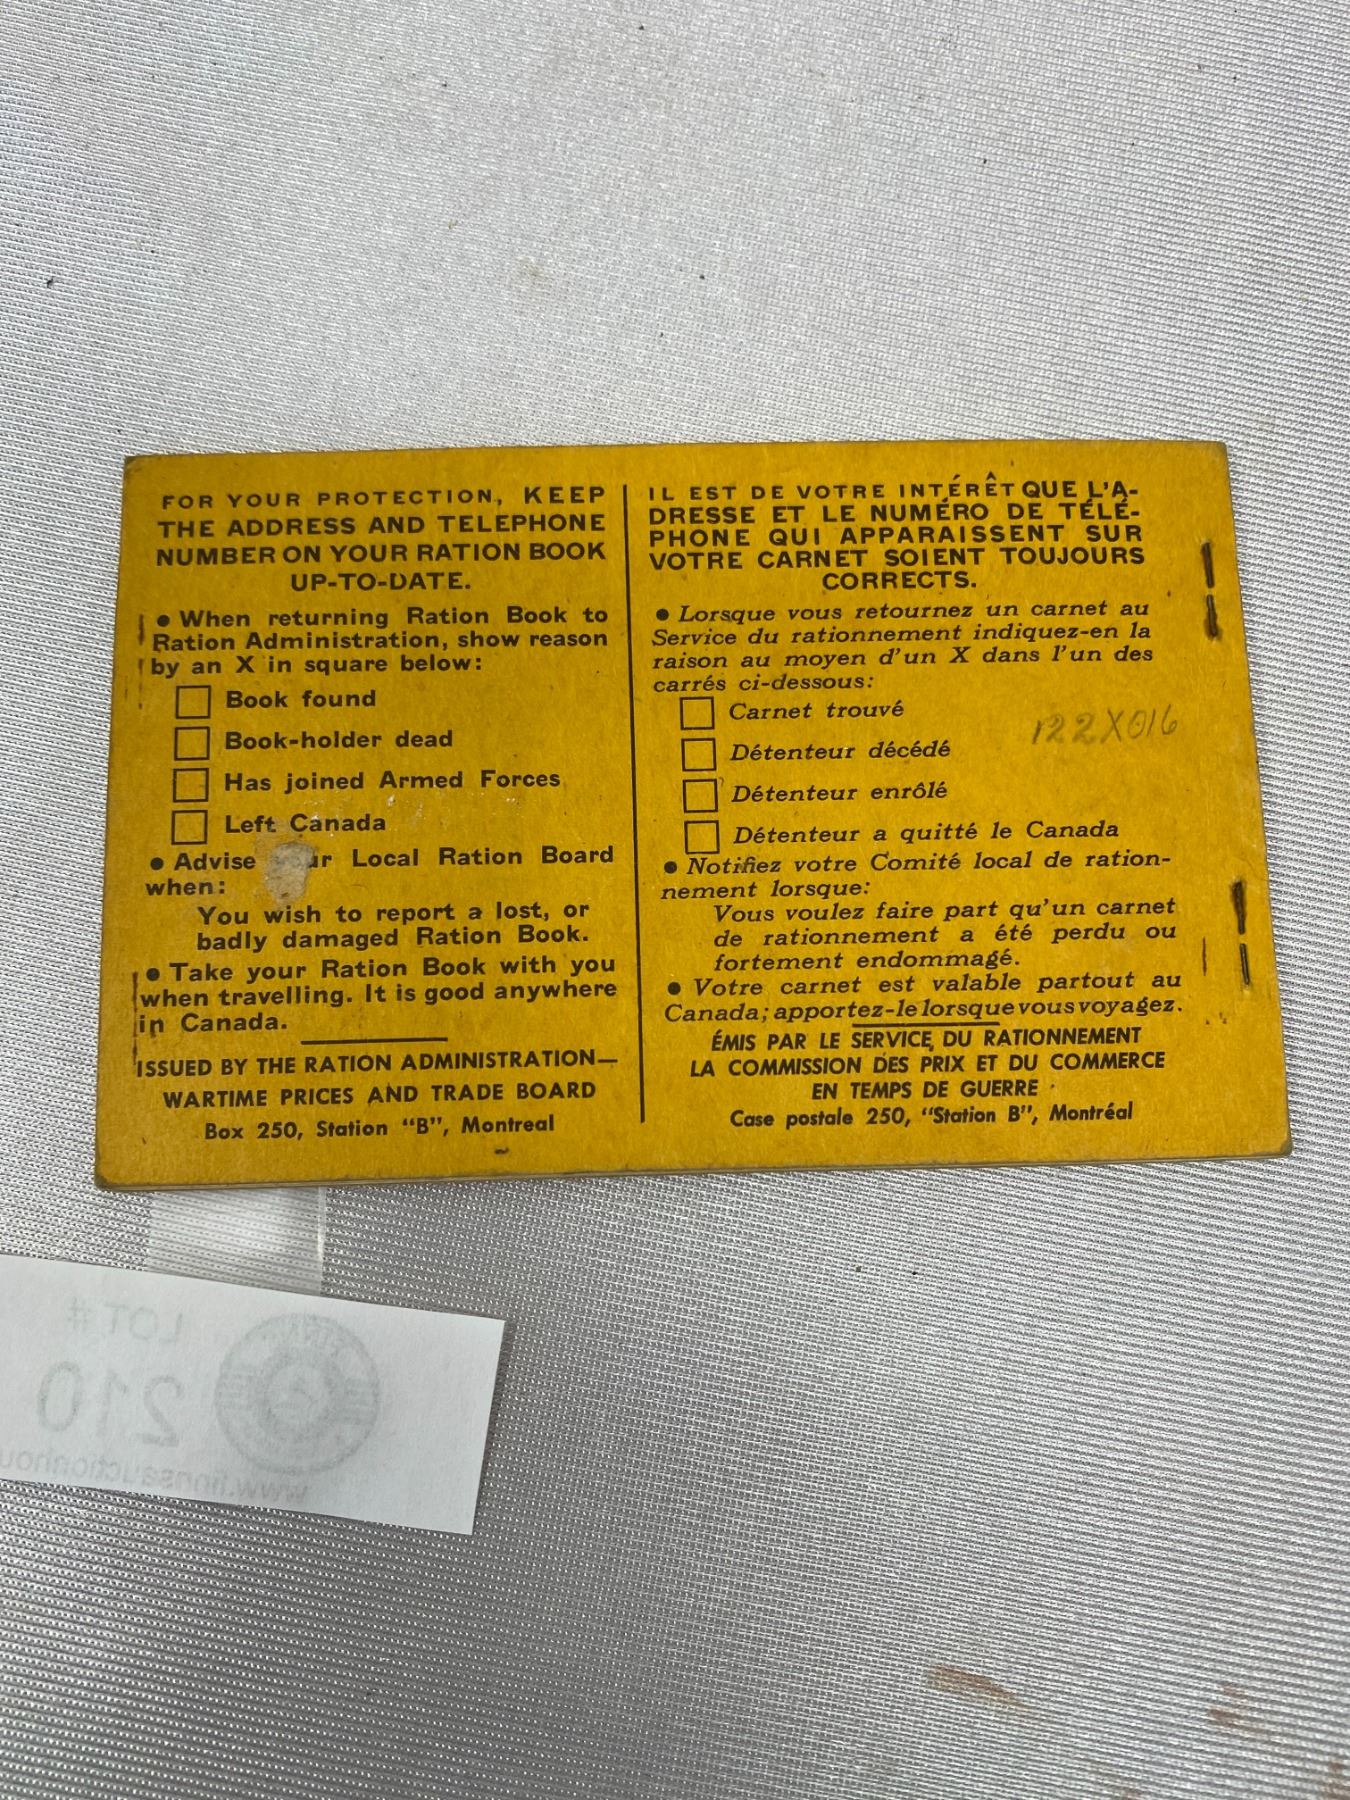 FOR YOUR PROTECTION, KEEP
THE ADDRESS AND TELEPHONE
NUMBER ON YOUR RATION BOOK
UP-TO-DATE.
● When returning Ration Book to
Ration Administration, show reason
by an X in square below:
Book found
Book-holder dead
Has joined Armed Forces
Left Canada
● Advise your Local Ration Board
when:
You wish to report a lost, or
badly damaged Ration Book.
● Take your Ration Book with you
when travelling. It is good anywhere
in Canada.
ISSUED BY THE RATION ADMINISTRATION—
WARTIME PRICES AND TRADE BOARD
Box 250, Station "B", Montreal
IL EST DE VOTRE INTÉRÊT QUE L'A-
DRESSE ET LE NUMÉRO DE TÉLÉ-
PHONE QUI APPARAISSENT SUR
VOTRE CARNET SOIENT TOUJOURS
CORRECTS.
● Lorsque vous retournez un carnet au
Service du rationnement indiquez-en la
raison au moyen d'un X dans l'un des
carrés ci-dessous:
Carnet trouvé
Détenteur décédé
Détenteur enrôlé
Détenteur a quitté le Canada
122X016
● Notifiez votre Comité local de ration-
nement lorsque:
Vous voulez faire part qu'un carnet
de rationnement a été perdu ou
fortement endommagé.
● Votre carnet est valable partout au
Canada; apportez-le lorsque vous voyagez.
ÉMIS PAR LE SERVICE DU RATIONNEMENT
LA COMMISSION DES PRIX ET DU COMMERCE
EN TEMPS DE GUERRE
Case postale 250, "Station B", Montréal
LOT #
210